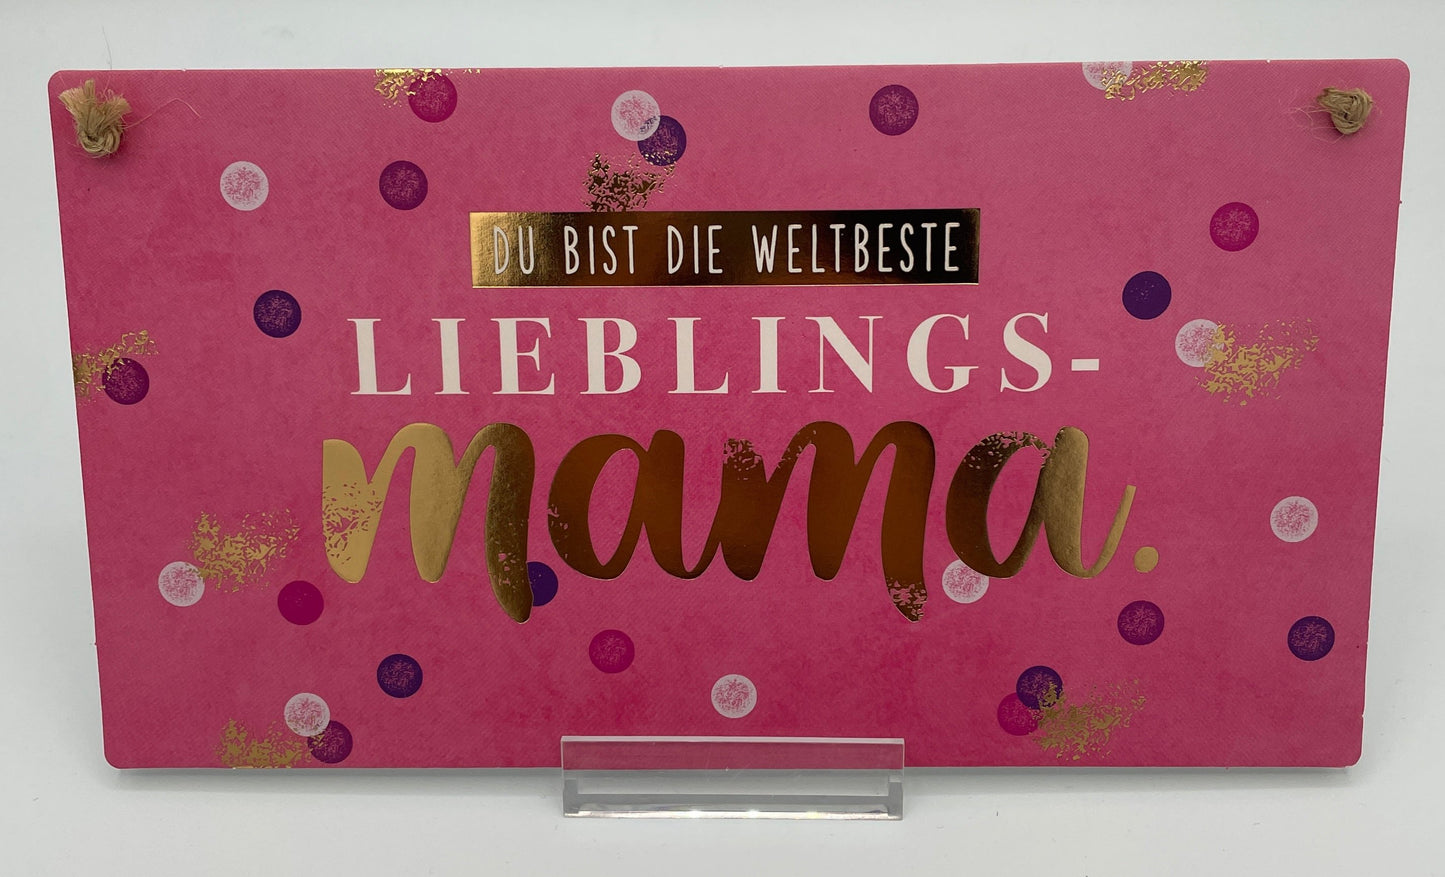 DU BIST DIE WELTBESTE
LIEBLINGS-
mama.